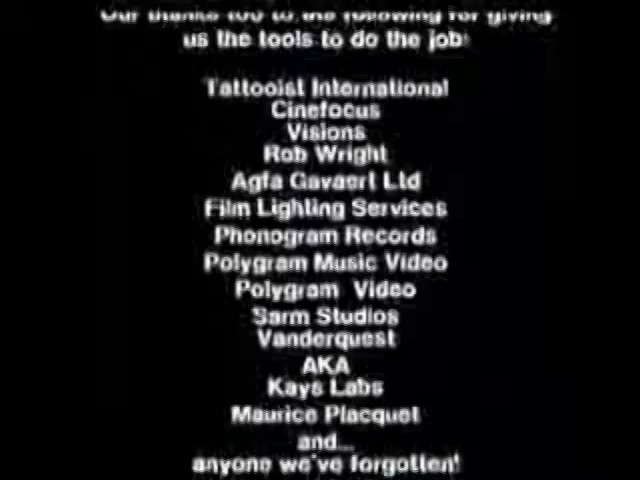 Our thanks too to the following for giving
us the tools to do the job:
Tattooist International
Cinefocus
Visions
Rob Wright
Agfa Gavaert Ltd
Film Lighting Services
Phonogram Records
Polygram Music Video
Polygram Video
Sarm Studios
Vanderquest
AKA
Kays Labs
Maurice Placquet
and...
anyone we've forgotten!